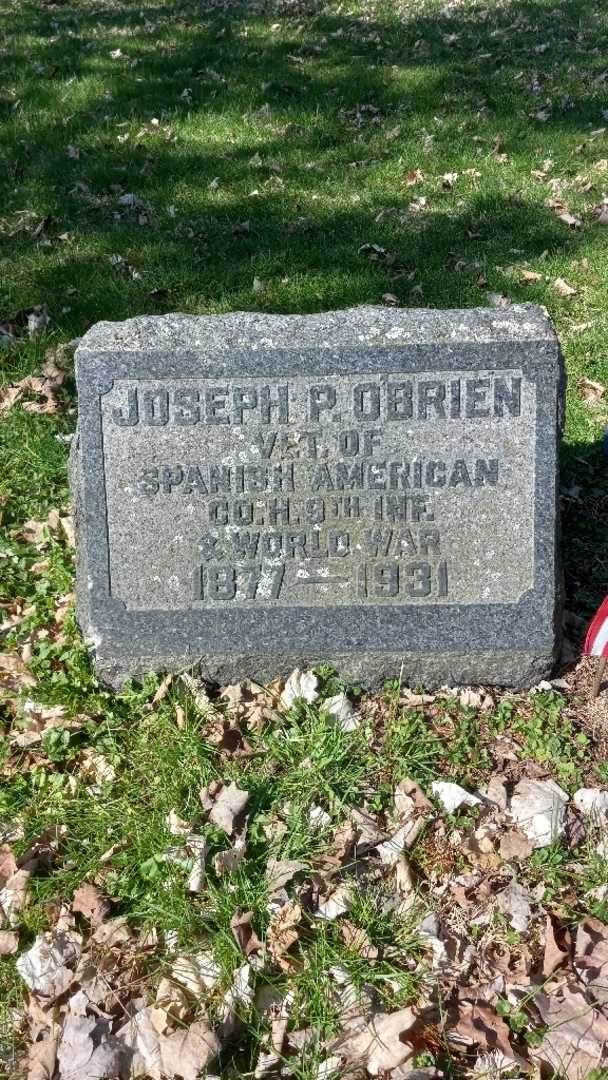 JOSEPH P. OBRIEN
VET. OF
SPANISH AMERICAN
CO. H. 9TH INF.
& WORLD WAR
1877 — 1931